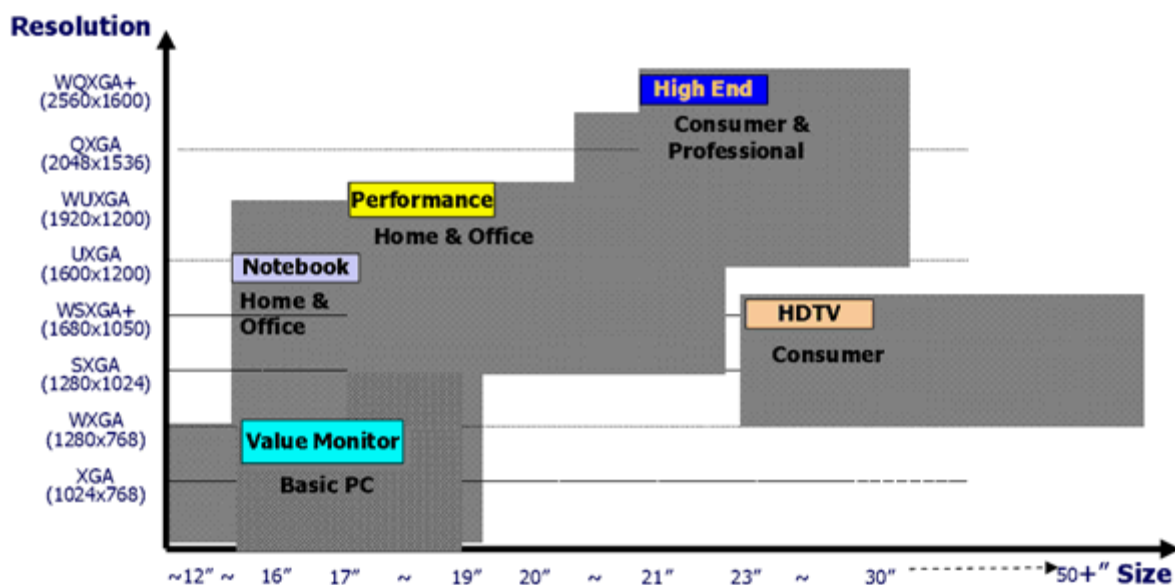 Resolution
WQXGA+
(2560x1600)
QXGA
(2048x1536)
WUXGA
(1920x1200)
UXGA
(1600x1200)
WSXGA+
(1680x1050)
SXGA
(1280x1024)
WXGA
(1280x768)
XGA
(1024x768)
High End
Consumer &
Professional
Performance
Home & Office
Notebook
Home &
Office
HDTV
Consumer
Value Monitor
Basic PC
~12” ~ 16” 17” ~ 19” 20” ~ 21” 23” ~ 30” 50+” Size